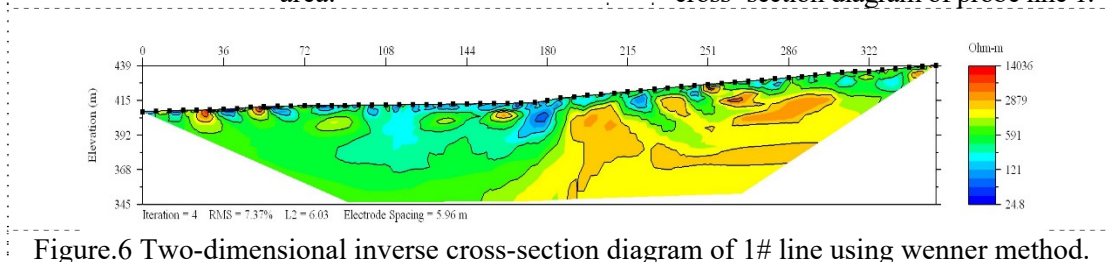 area.
cross-section diagram of probe line 1.
0 36 72 108 144 180 215 251 286 322 Ohm-m
439 14036
415 2879
392 591
368 121
345 24.8
Elevation (m)
Iteration = 4 RMS = 7.37% L2 = 6.03 Electrode Spacing = 5.96 m
Figure.6 Two-dimensional inverse cross-section diagram of 1# line using wenner method.